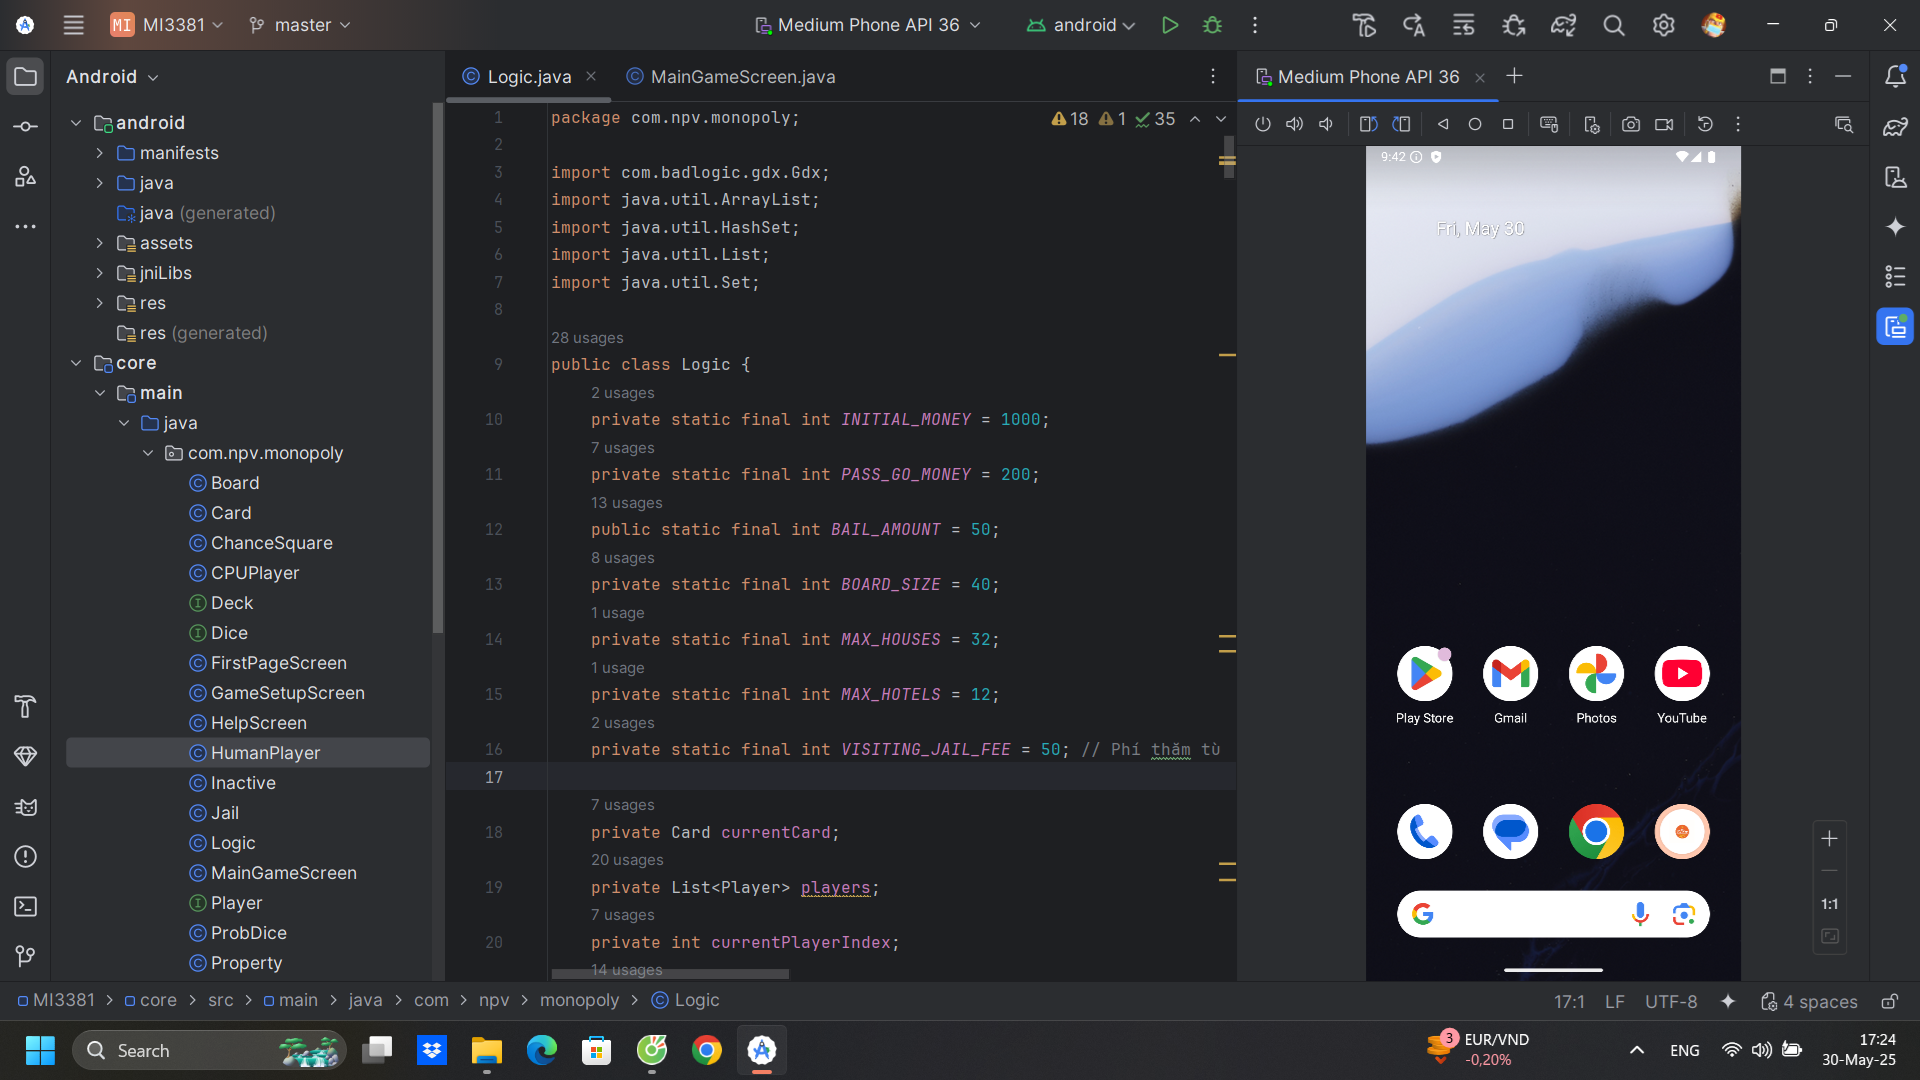 MI
MI3381
master
Medium Phone API 36
android
Android
android
manifests
java
java (generated)
assets
jniLibs
res
res (generated)
core
main
java
com.npv.monopoly
Board
Card
ChanceSquare
CPUPlayer
Deck
Dice
FirstPageScreen
GameSetupScreen
HelpScreen
HumanPlayer
Inactive
Jail
Logic
MainGameScreen
Player
ProbDice
Property
Logic.java
MainGameScreen.java
18 1 35
1 package com.npv.monopoly;
2
3 import com.badlogic.gdx.Gdx;
4 import java.util.ArrayList;
5 import java.util.HashSet;
6 import java.util.List;
7 import java.util.Set;
8
28 usages
9 public class Logic {
2 usages
10 private static final int INITIAL_MONEY = 1000;
7 usages
11 private static final int PASS_GO_MONEY = 200;
13 usages
12 public static final int BAIL_AMOUNT = 50;
8 usages
13 private static final int BOARD_SIZE = 40;
1 usage
14 private static final int MAX_HOUSES = 32;
1 usage
15 private static final int MAX_HOTELS = 12;
2 usages
16 private static final int VISITING_JAIL_FEE = 50; // Phí thăm tù
17
7 usages
18 private Card currentCard;
20 usages
19 private List<Player> players;
7 usages
20 private int currentPlayerIndex;
14 usages
Medium Phone API 36
9:42
Fri, May 30
Play Store
Gmail
Photos
YouTube
1:1
MI3381 > core > src > main > java > com > npv > monopoly > Logic
17:1 LF UTF-8 4 spaces
Search
3
EUR/VND
-0,20%
ENG
17:24
30-May-25